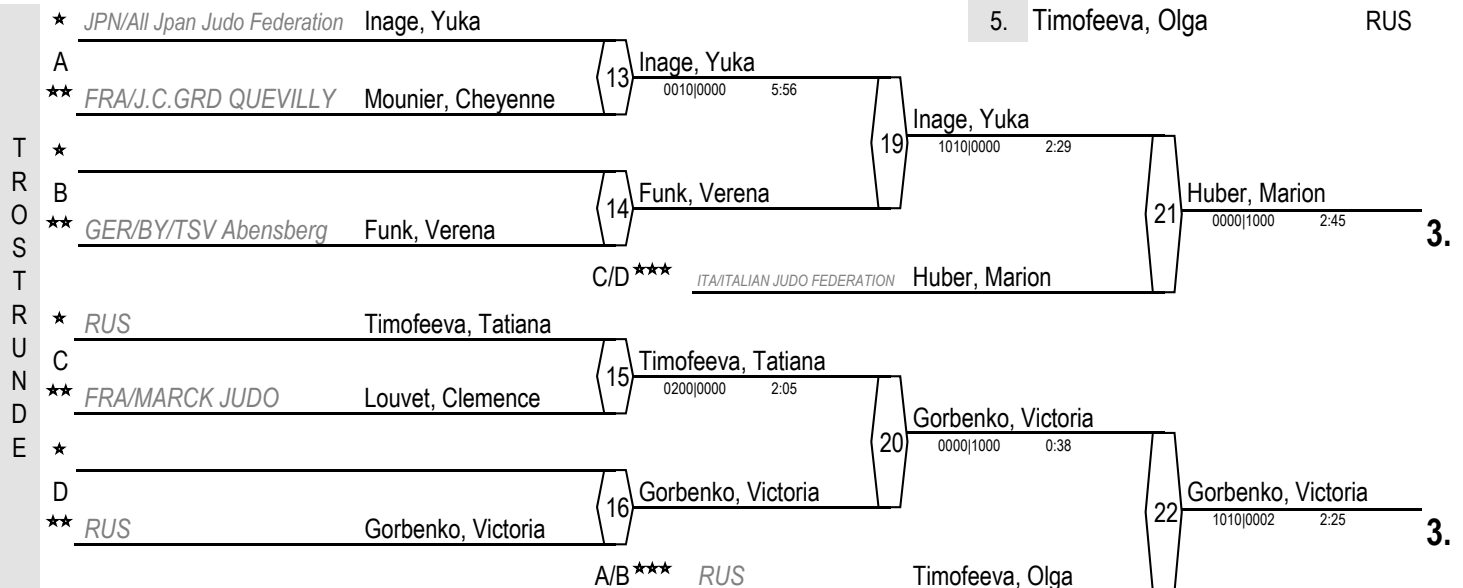 ★ JPN/All Jpan Judo Federation Inage, Yuka
5. Timofeeva, Olga RUS
A
13 Inage, Yuka
0010|0000 5:56
★★ FRA/J.C.GRD QUEVILLY Mounier, Cheyenne
19 Inage, Yuka
1010|0000 2:29
★
B
14 Funk, Verena
★★ GER/BY/TSV Abensberg Funk, Verena
21 Huber, Marion
0000|1000 2:45
3.
C/D ★★★ ITA/ITALIAN JUDO FEDERATION Huber, Marion
TROSTRUNDE
★ RUS Timofeeva, Tatiana
C
15 Timofeeva, Tatiana
0200|0000 2:05
★★ FRA/MARCK JUDO Louvet, Clemence
20 Gorbenko, Victoria
0000|1000 0:38
★
D
16 Gorbenko, Victoria
★★ RUS Gorbenko, Victoria
22 Gorbenko, Victoria
1010|0002 2:25
3.
A/B ★★★ RUS Timofeeva, Olga